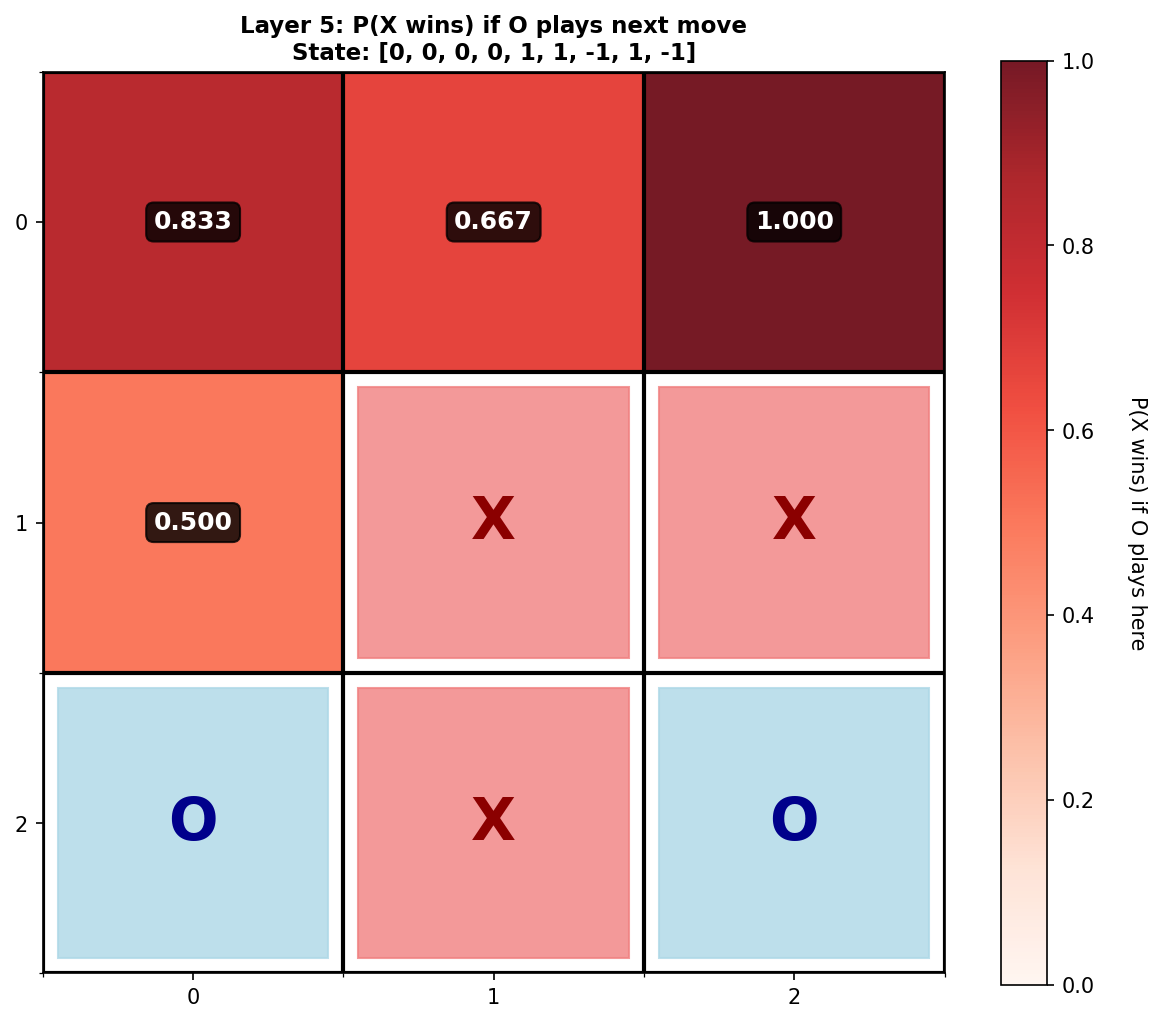 Layer 5: P(X wins) if O plays next move
State: [0, 0, 0, 0, 1, 1, -1, 1, -1]
0
0.833
0.667
1.000
1
0.500
X
X
2
O
X
O
0
1
2
1.0
0.8
0.6
0.4
0.2
0.0
P(X wins) if O plays here